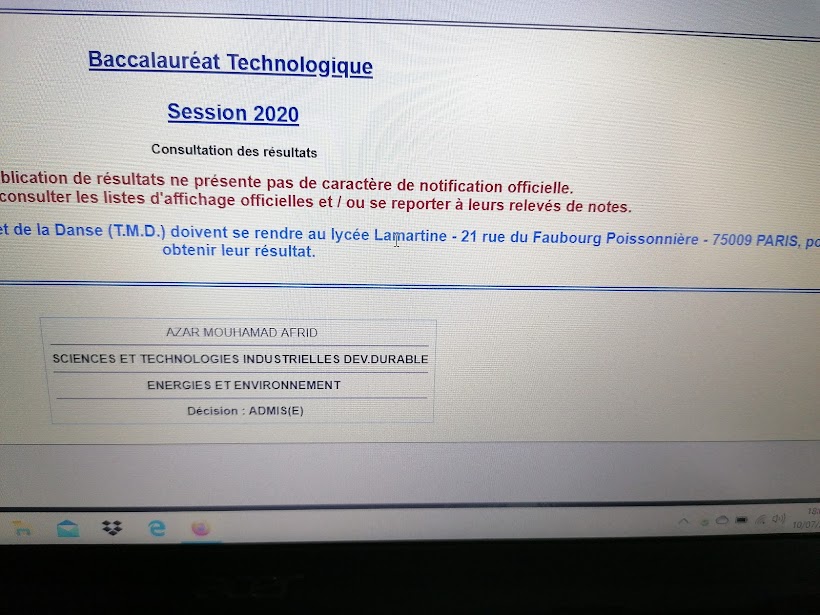 Baccalauréat Technologique
Session 2020
Consultation des résultats
blication de résultats ne présente pas de caractère de notification officielle.
consulter les listes d'affichage officielles et / ou se reporter à leurs relevés de notes.
et de la Danse (T.M.D.) doivent se rendre au lycée Lamartine - 21 rue du Faubourg Poissonnière - 75009 PARIS, po
obtenir leur résultat.
AZAR MOUHAMAD AFRID
SCIENCES ET TECHNOLOGIES INDUSTRIELLES DEV.DURABLE
ENERGIES ET ENVIRONNEMENT
Décision : ADMIS(E)
10/07/
acer